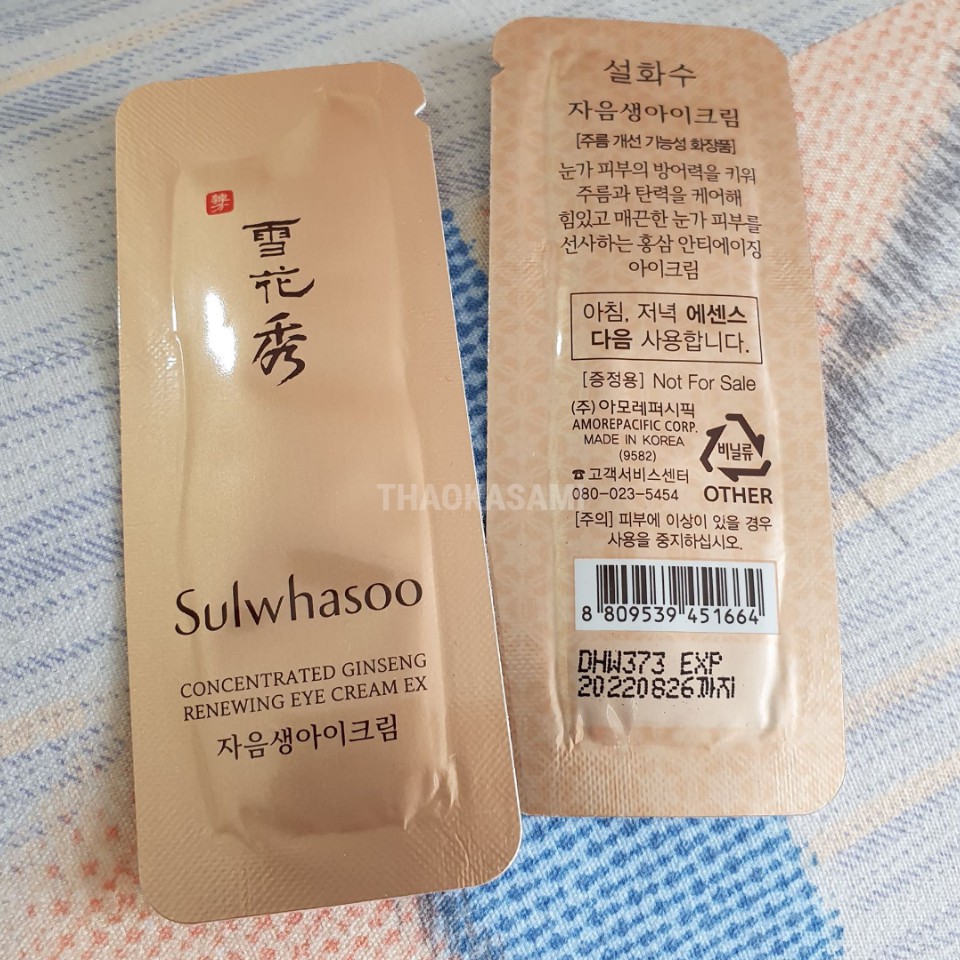 雪花秀
Sulwhasoo
CONCENTRATED GINSENG
RENEWING EYE CREAM EX
자음생아이크림
설화수
자음생아이크림
[주름 개선 기능성 화장품]
눈가 피부의 방어력을 키워
주름과 탄력을 케어해
힘있고 매끈한 눈가 피부를
선사하는 홍삼 안티에이징
아이크림
아침, 저녁 에센스
다음 사용합니다.
[증정용] Not For Sale
(주)아모레퍼시픽
AMOREPACIFIC CORP.
MADE IN KOREA
(9582)
☎고객서비스센터
080-023-5454
비닐류
OTHER
[주의] 피부에 이상이 있을 경우
사용을 중지하십시오.
8 809539 451664
DHW373 EXP
20220826까지
THAOKASAMI